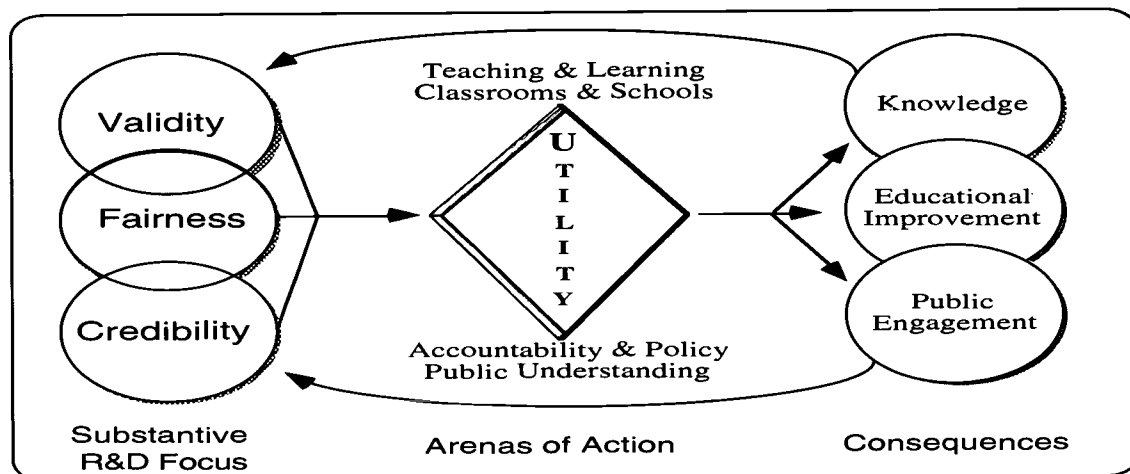 Teaching & Learning
Classrooms & Schools
Validity
Fairness
Credibility
UTILITY
Knowledge
Educational
Improvement
Public
Engagement
Accountability & Policy
Public Understanding
Substantive
R&D Focus
Arenas of Action
Consequences